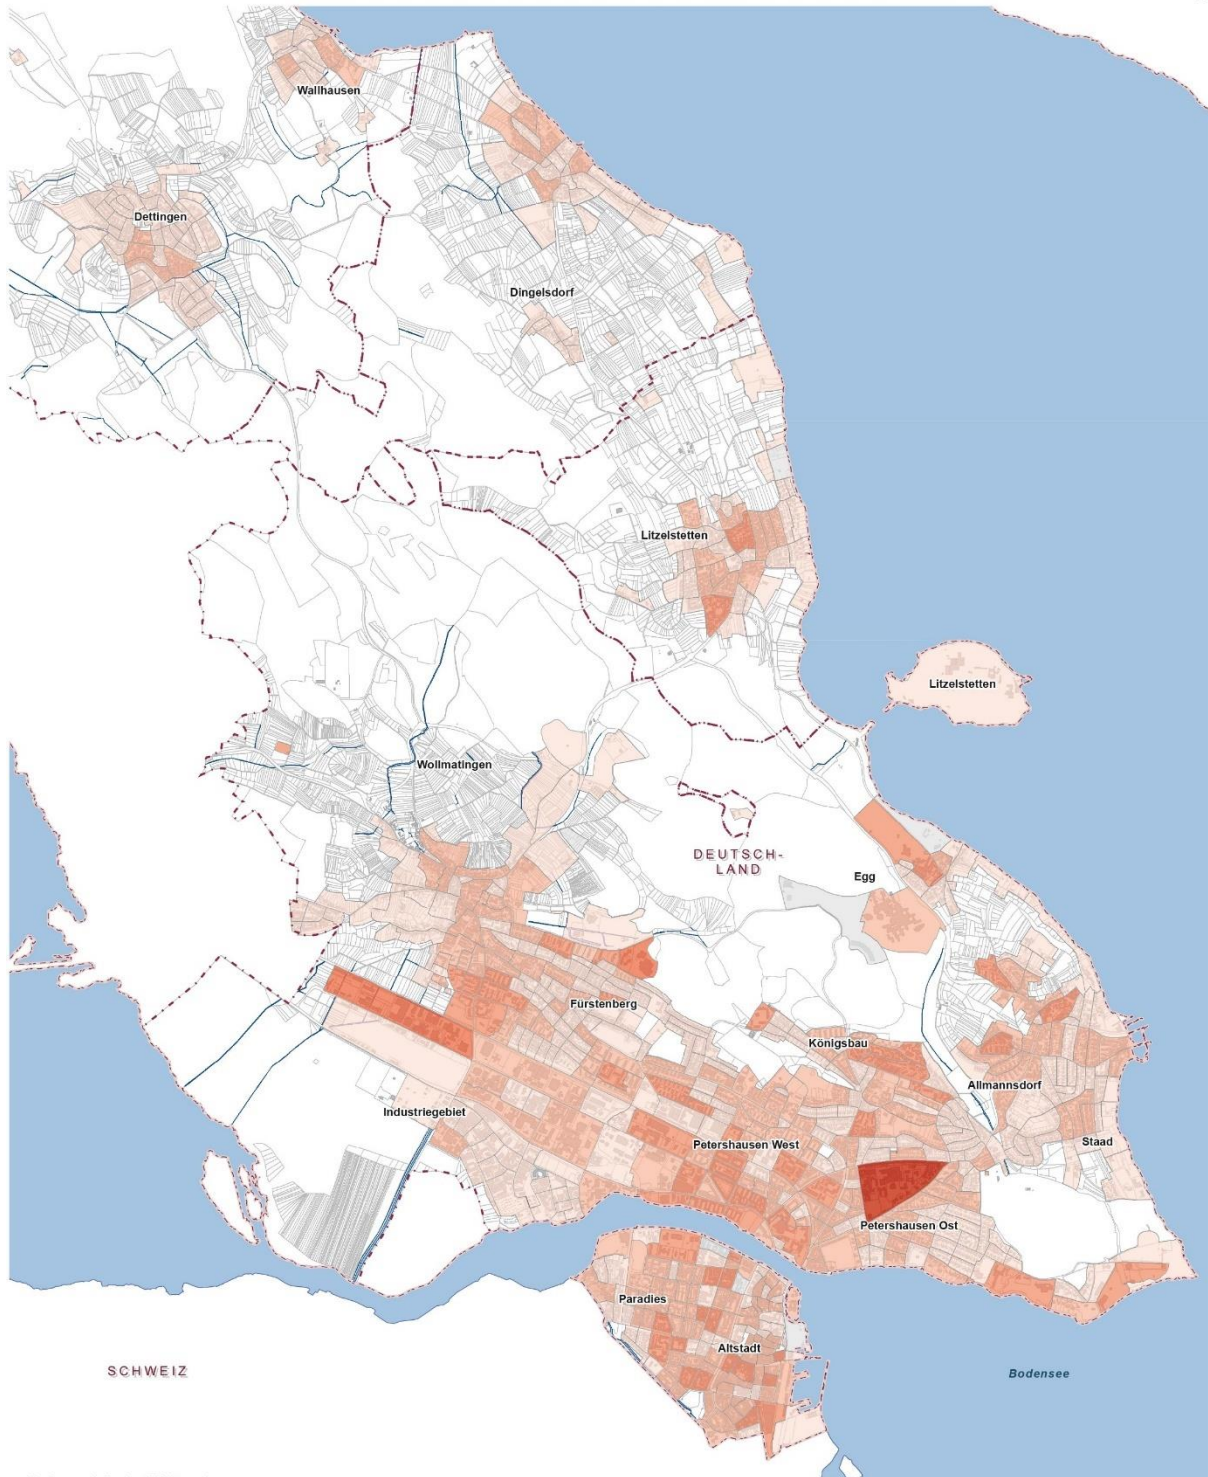 Wallhausen
Dettingen
Dingelsdorf
Litzelstetten
Litzelstetten
Wollmatingen
DEUTSCH-
LAND
Egg
Fürstenberg
Königsbau
Allmannsdorf
Industriegebiet
Petershausen West
Staad
Petershausen Ost
Paradies
Altstadt
SCHWEIZ
Bodensee